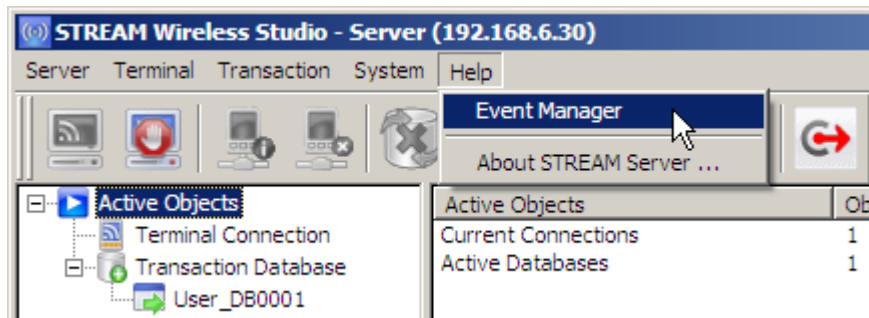 STREAM Wireless Studio - Server (192.168.6.30)
Server Terminal Transaction System Help
Event Manager
About STREAM Server ...
Active Objects
Terminal Connection
Transaction Database
User_DB0001
Active Objects Ob
Current Connections 1
Active Databases 1